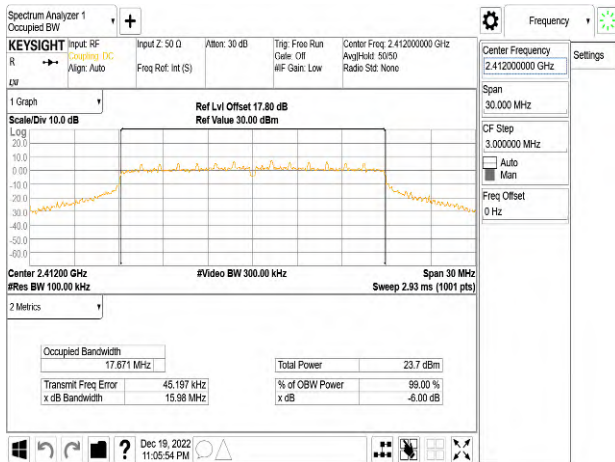 Spectrum Analyzer 1
Occupied BW
KEYSIGHT
R
Input: RF
Coupling: DC
Align: Auto
Input Z: 50 Ω
Freq Ref: Int (S)
Atten: 30 dB
Trig: Free Run
Gate: Off
#IF Gain: Low
Center Freq: 2.412000000 GHz
Avg|Hold: 50/50
Radio Std: None
1 Graph
Scale/Div 10.0 dB
Ref Lvl Offset 17.80 dB
Ref Value 30.00 dBm
Log
20.0
10.0
0.00
-10.0
-20.0
-30.0
-40.0
-50.0
-60.0
Center 2.41200 GHz
#Res BW 100.00 kHz
#Video BW 300.00 kHz
Span 30 MHz
Sweep 2.93 ms (1001 pts)
2 Metrics
Occupied Bandwidth
17.671 MHz
Transmit Freq Error 45.197 kHz
x dB Bandwidth 15.98 MHz
Total Power 23.7 dBm
% of OBW Power 99.00 %
x dB -6.00 dB
Dec 19, 2022
11:05:54 PM
Frequency
Settings
Center Frequency
2.412000000 GHz
Span
30.000 MHz
CF Step
3.000000 MHz
Auto
Man
Freq Offset
0 Hz